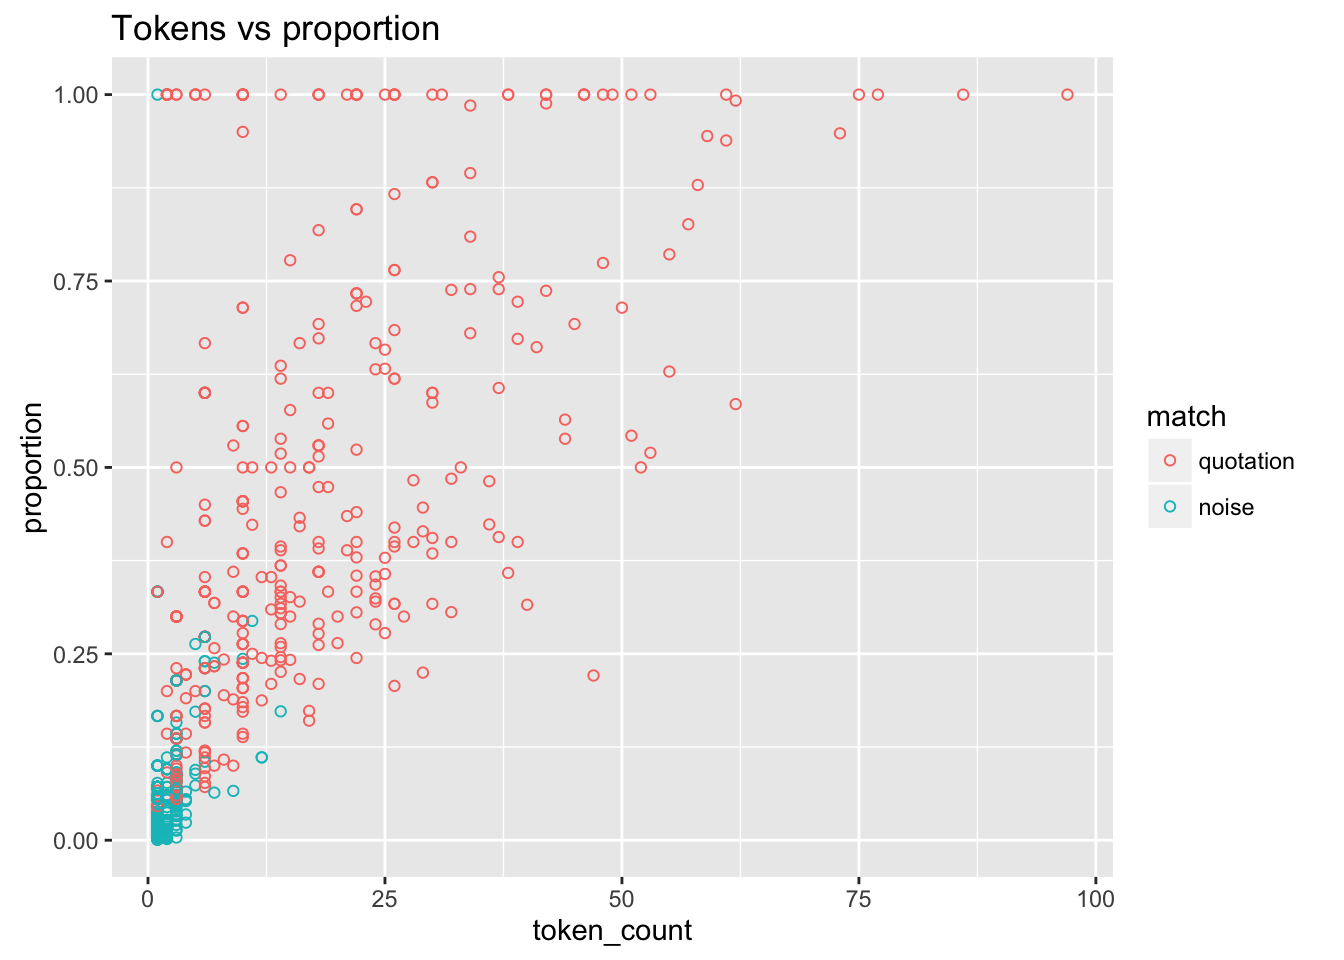 Tokens vs proportion
1.00
0.75
0.50
0.25
0.00
proportion
0 25 50 75 100
token_count
match
quotation
noise